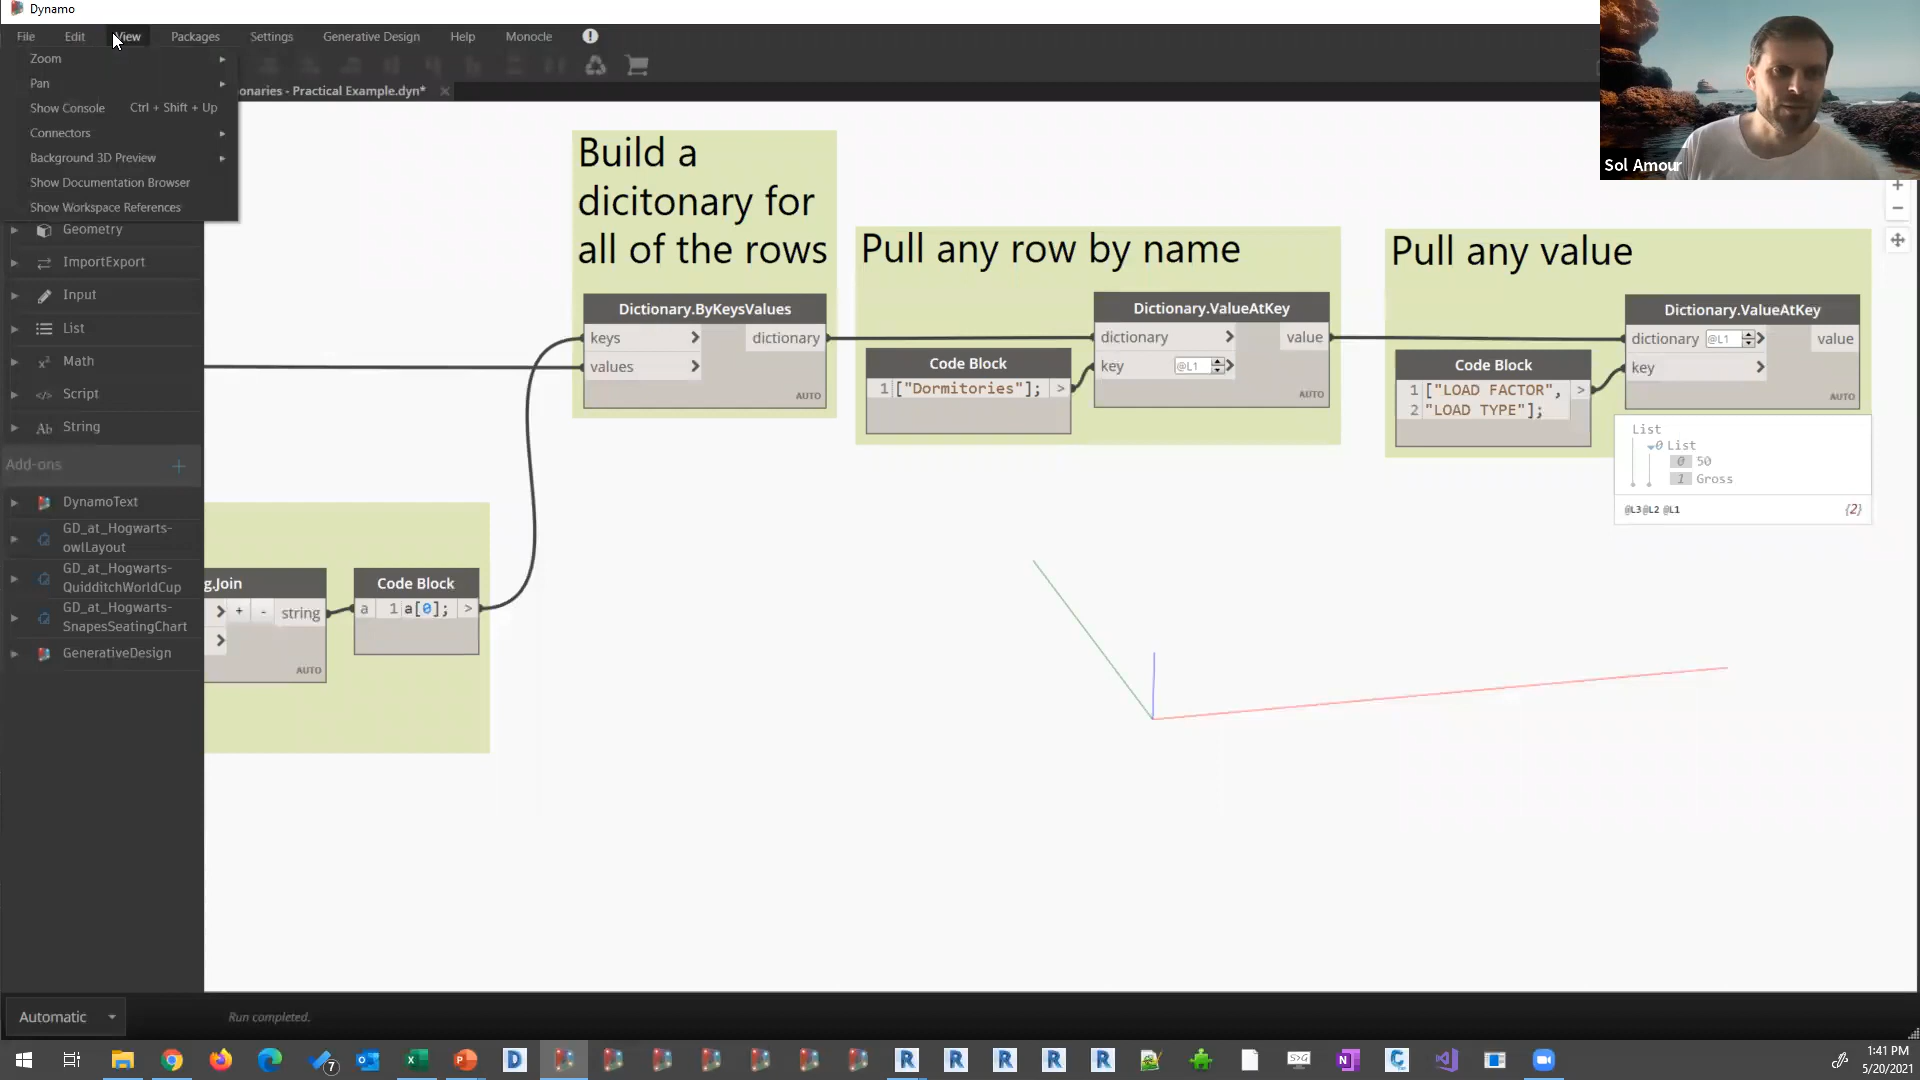 Dynamo
File Edit View Packages Settings Generative Design Help Monocle
Zoom
Pan
Show Console Ctrl + Shift + Up
Connectors
Background 3D Preview
Show Documentation Browser
Show Workspace References
onaries - Practical Example.dyn*
Sol Amour
Geometry
ImportExport
Input
List
Math
Script
String
Add-ons
DynamoText
GD_at_Hogwarts-
owlLayout
GD_at_Hogwarts-
QuidditchWorldCup
GD_at_Hogwarts-
SnapesSeatingChart
GenerativeDesign
Build a
dicitonary for
all of the rows
Dictionary.ByKeysValues
keys > dictionary
values >
AUTO
Pull any row by name
Code Block
1 ["Dormitories"]; >
Dictionary.ValueAtKey
dictionary > value
key @L1 >
AUTO
Pull any value
Code Block
1 ["LOAD FACTOR", >
2 "LOAD TYPE"];
Dictionary.ValueAtKey
dictionary @L1 > value
key >
AUTO
List
0 List
0 50
1 Gross
@L3 @L2 @L1 {2}
g.Join
> + - string
>
AUTO
Code Block
a 1 a[0]; >
Automatic
Run completed.
7
1:41 PM
5/20/2021